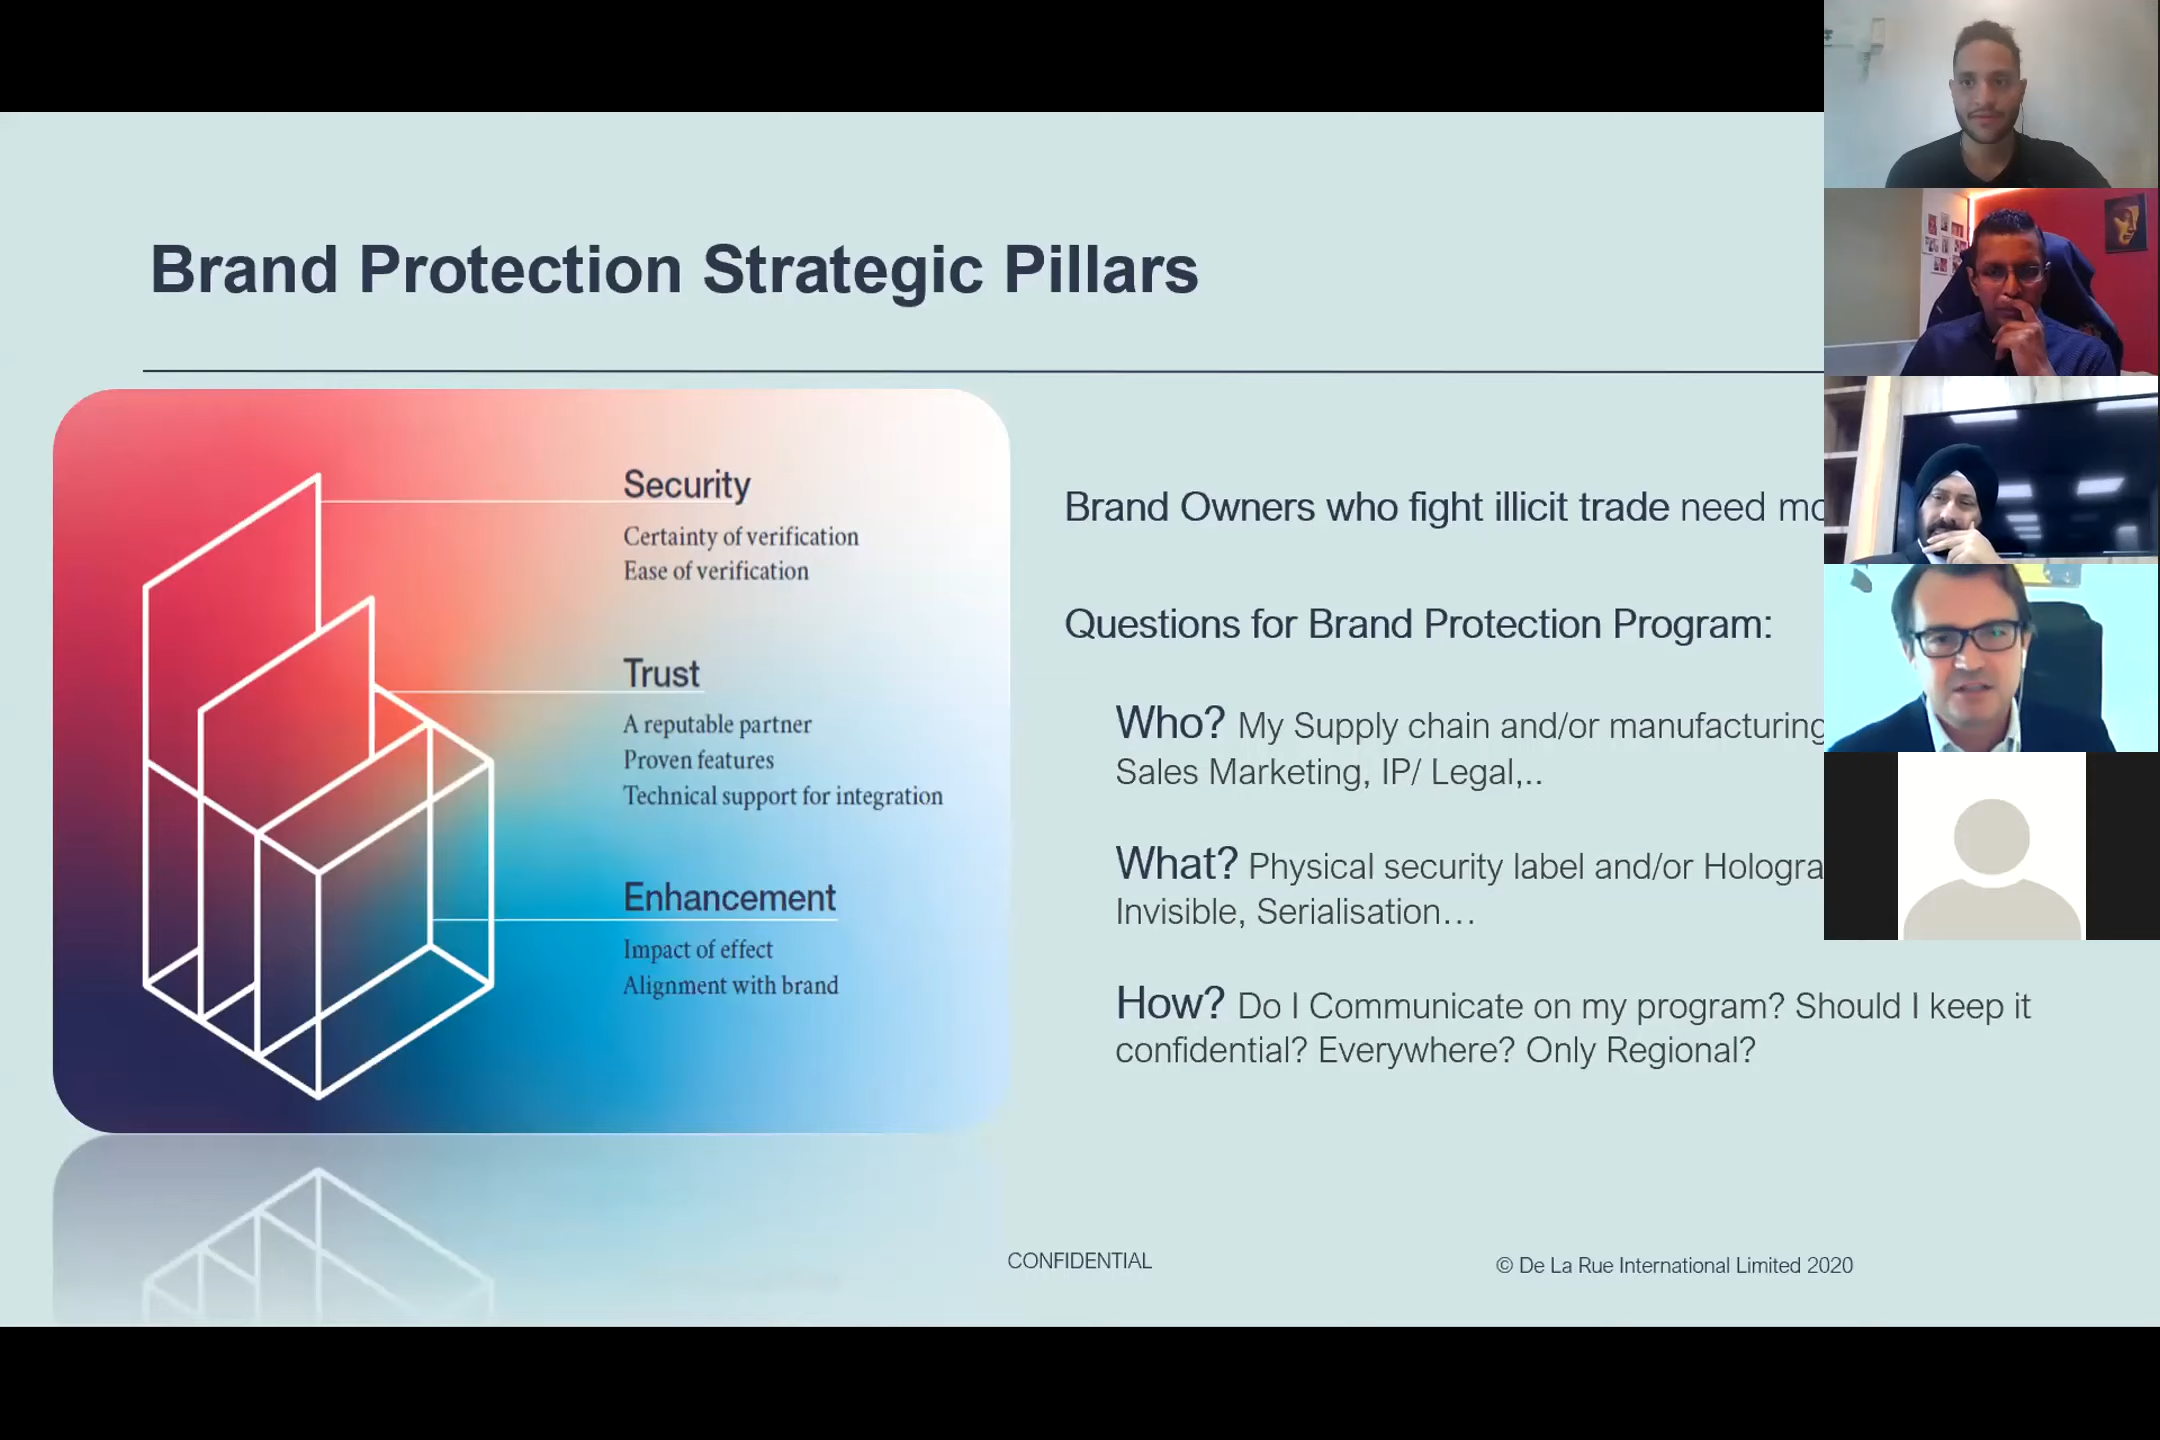 Brand Protection Strategic Pillars
Security
Certainty of verification
Ease of verification
Trust
A reputable partner
Proven features
Technical support for integration
Enhancement
Impact of effect
Alignment with brand
Brand Owners who fight illicit trade need
Questions for Brand Protection Program:
Who? My Supply chain and/or manufacturing
Sales Marketing, IP/ Legal,..
What? Physical security label and/or
Invisible, Serialisation…
How? Do I Communicate on my program? Should I keep it
confidential? Everywhere? Only Regional?
CONFIDENTIAL
© De La Rue International Limited 2020